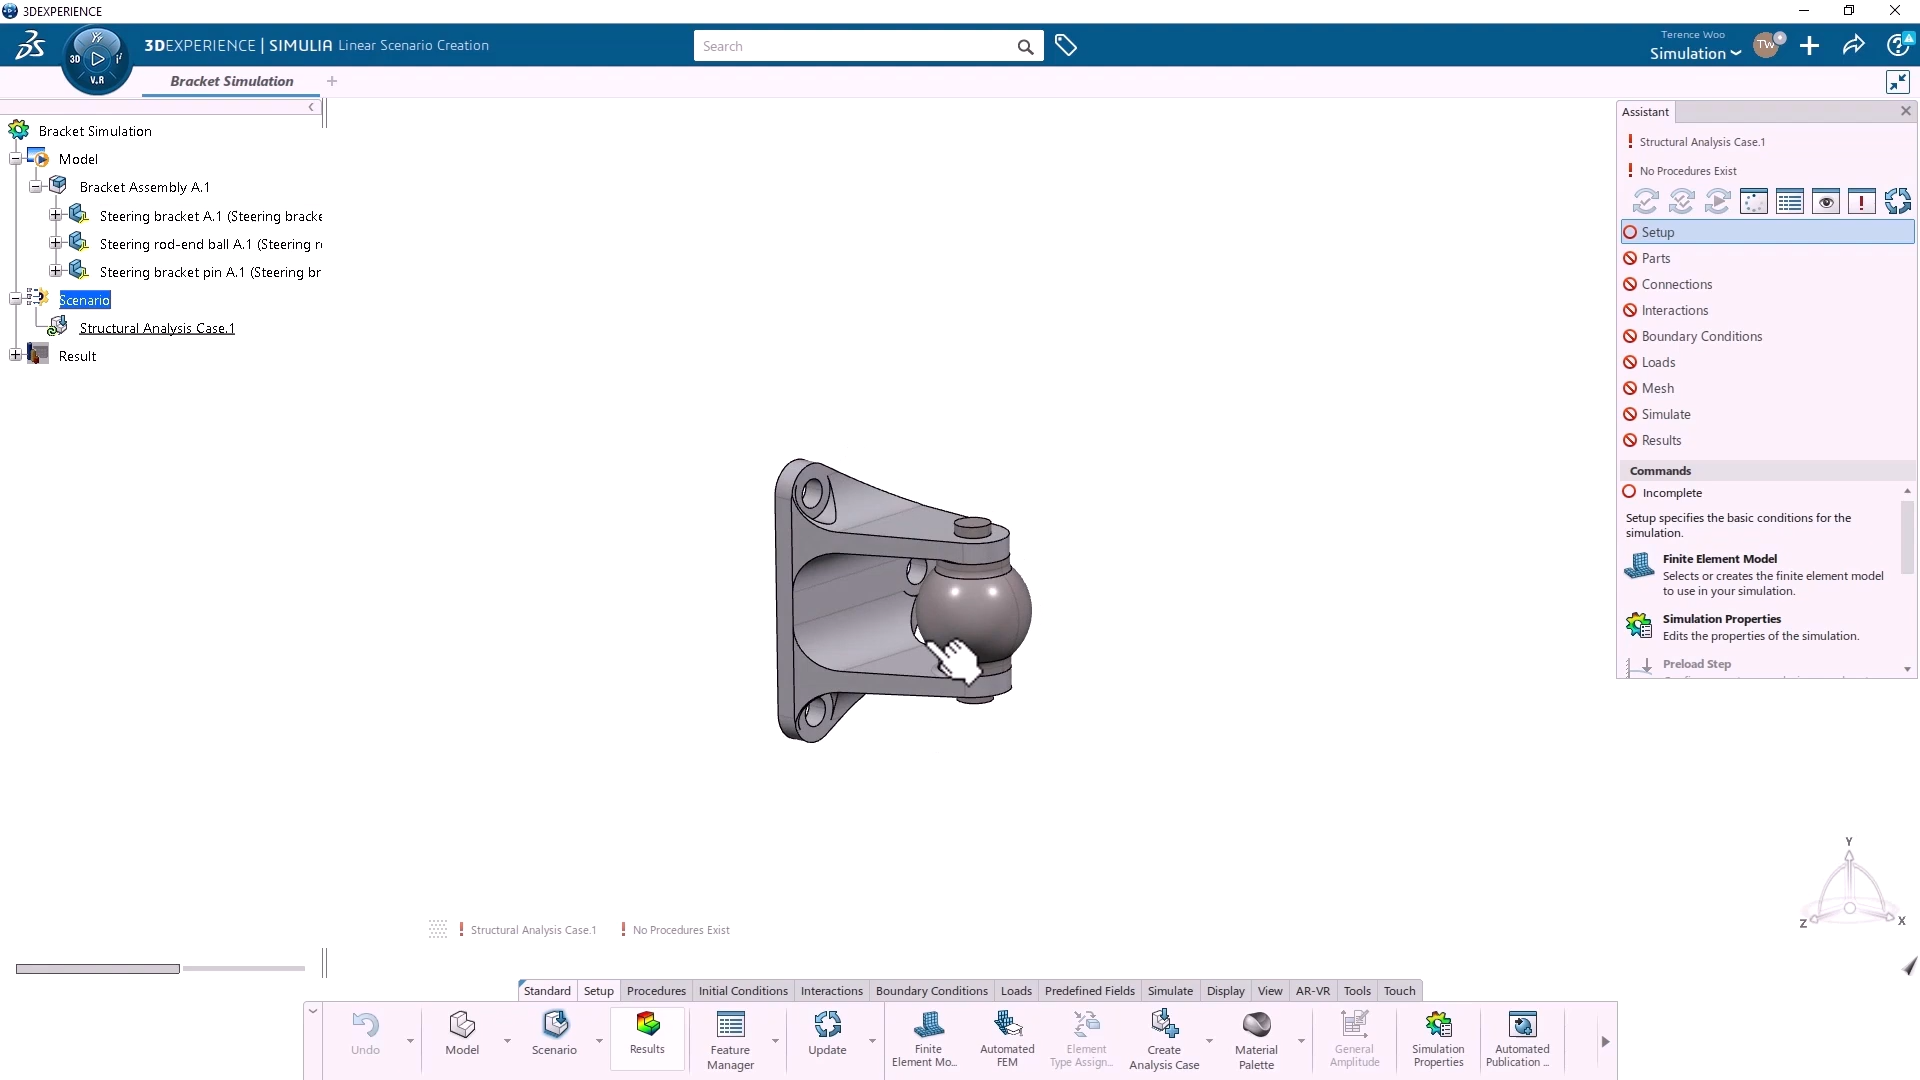 3DEXPERIENCE
3DEXPERIENCE | SIMULIA Linear Scenario Creation
Search
Terence Woo
Simulation
TW
3D
V.R
Bracket Simulation
Bracket Simulation
Model
Bracket Assembly A.1
Steering bracket A.1 (Steering bracke
Steering rod-end ball A.1 (Steering r
Steering bracket pin A.1 (Steering br
Scenario
Structural Analysis Case.1
Result
Assistant
Structural Analysis Case.1
No Procedures Exist
Setup
Parts
Connections
Interactions
Boundary Conditions
Loads
Mesh
Simulate
Results
Commands
Incomplete
Setup specifies the basic conditions for the
simulation.
Finite Element Model
Selects or creates the finite element model
to use in your simulation.
Simulation Properties
Edits the properties of the simulation.
Preload Step
Y
Z
X
Structural Analysis Case.1
No Procedures Exist
Standard Setup Procedures Initial Conditions Interactions Boundary Conditions Loads Predefined Fields Simulate Display View AR-VR Tools Touch
Undo
Model
Scenario
Results
Feature
Manager
Update
Finite
Element Mo...
Automated
FEM
Element
Type Assign...
Create
Analysis Case
Material
Palette
General
Amplitude
Simulation
Properties
Automated
Publication ...